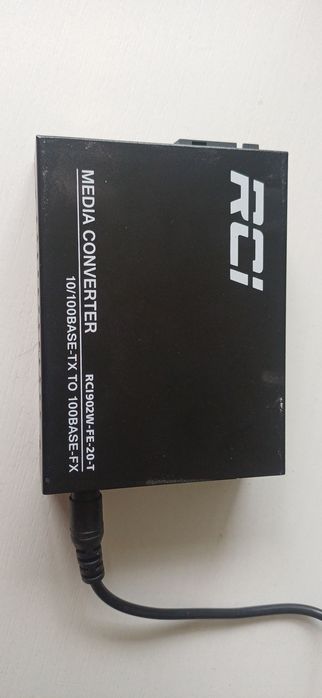 RCi
MEDIA CONVERTER
RCI902W-FE-20-T
10/100BASE-TX TO 100BASE-FX